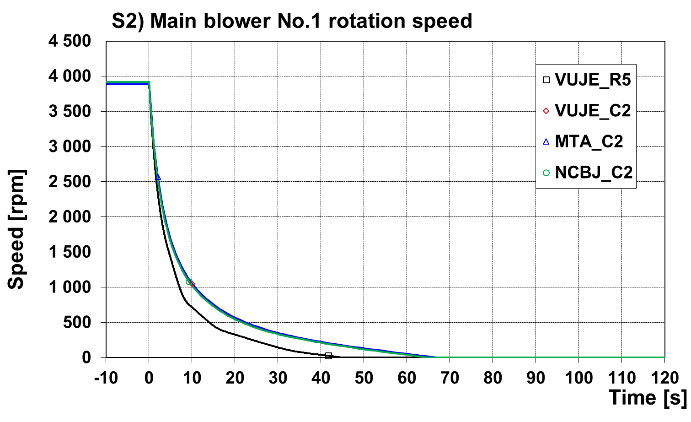 S2) Main blower No.1 rotation speed
4 500
4 000
3 500
3 000
2 500
2 000
1 500
1 000
500
0
Speed [rpm]
VUJE_R5
VUJE_C2
MTA_C2
NCBJ_C2
-10 0 10 20 30 40 50 60 70 80 90 100 110 120
Time [s]